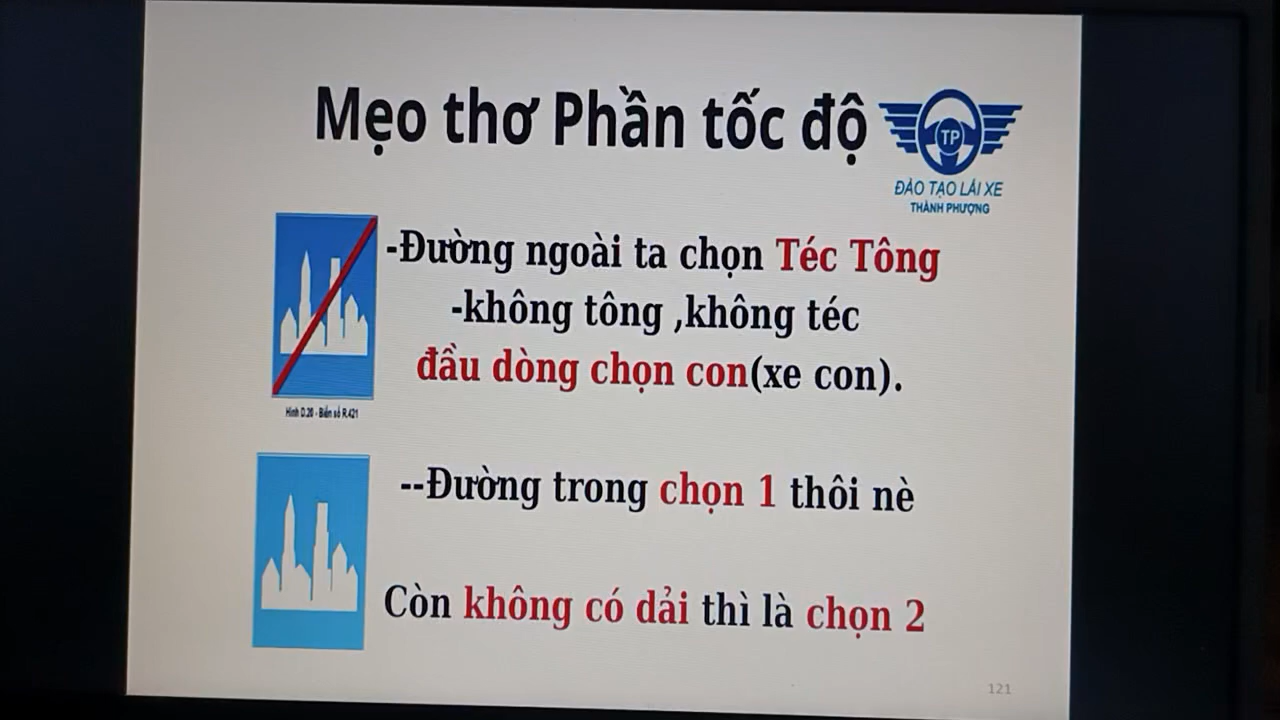 Mẹo thơ Phần tốc độ
TP
ĐÀO TẠO LÁI XE
THÀNH PHƯỢNG
-Đường ngoài ta chọn Téc Tông
-không tông ,không téc
đầu dòng chọn con(xe con).
Hình D.20 - Biển số R.421
--Đường trong chọn 1 thôi nè
Còn không có dải thì là chọn 2
121